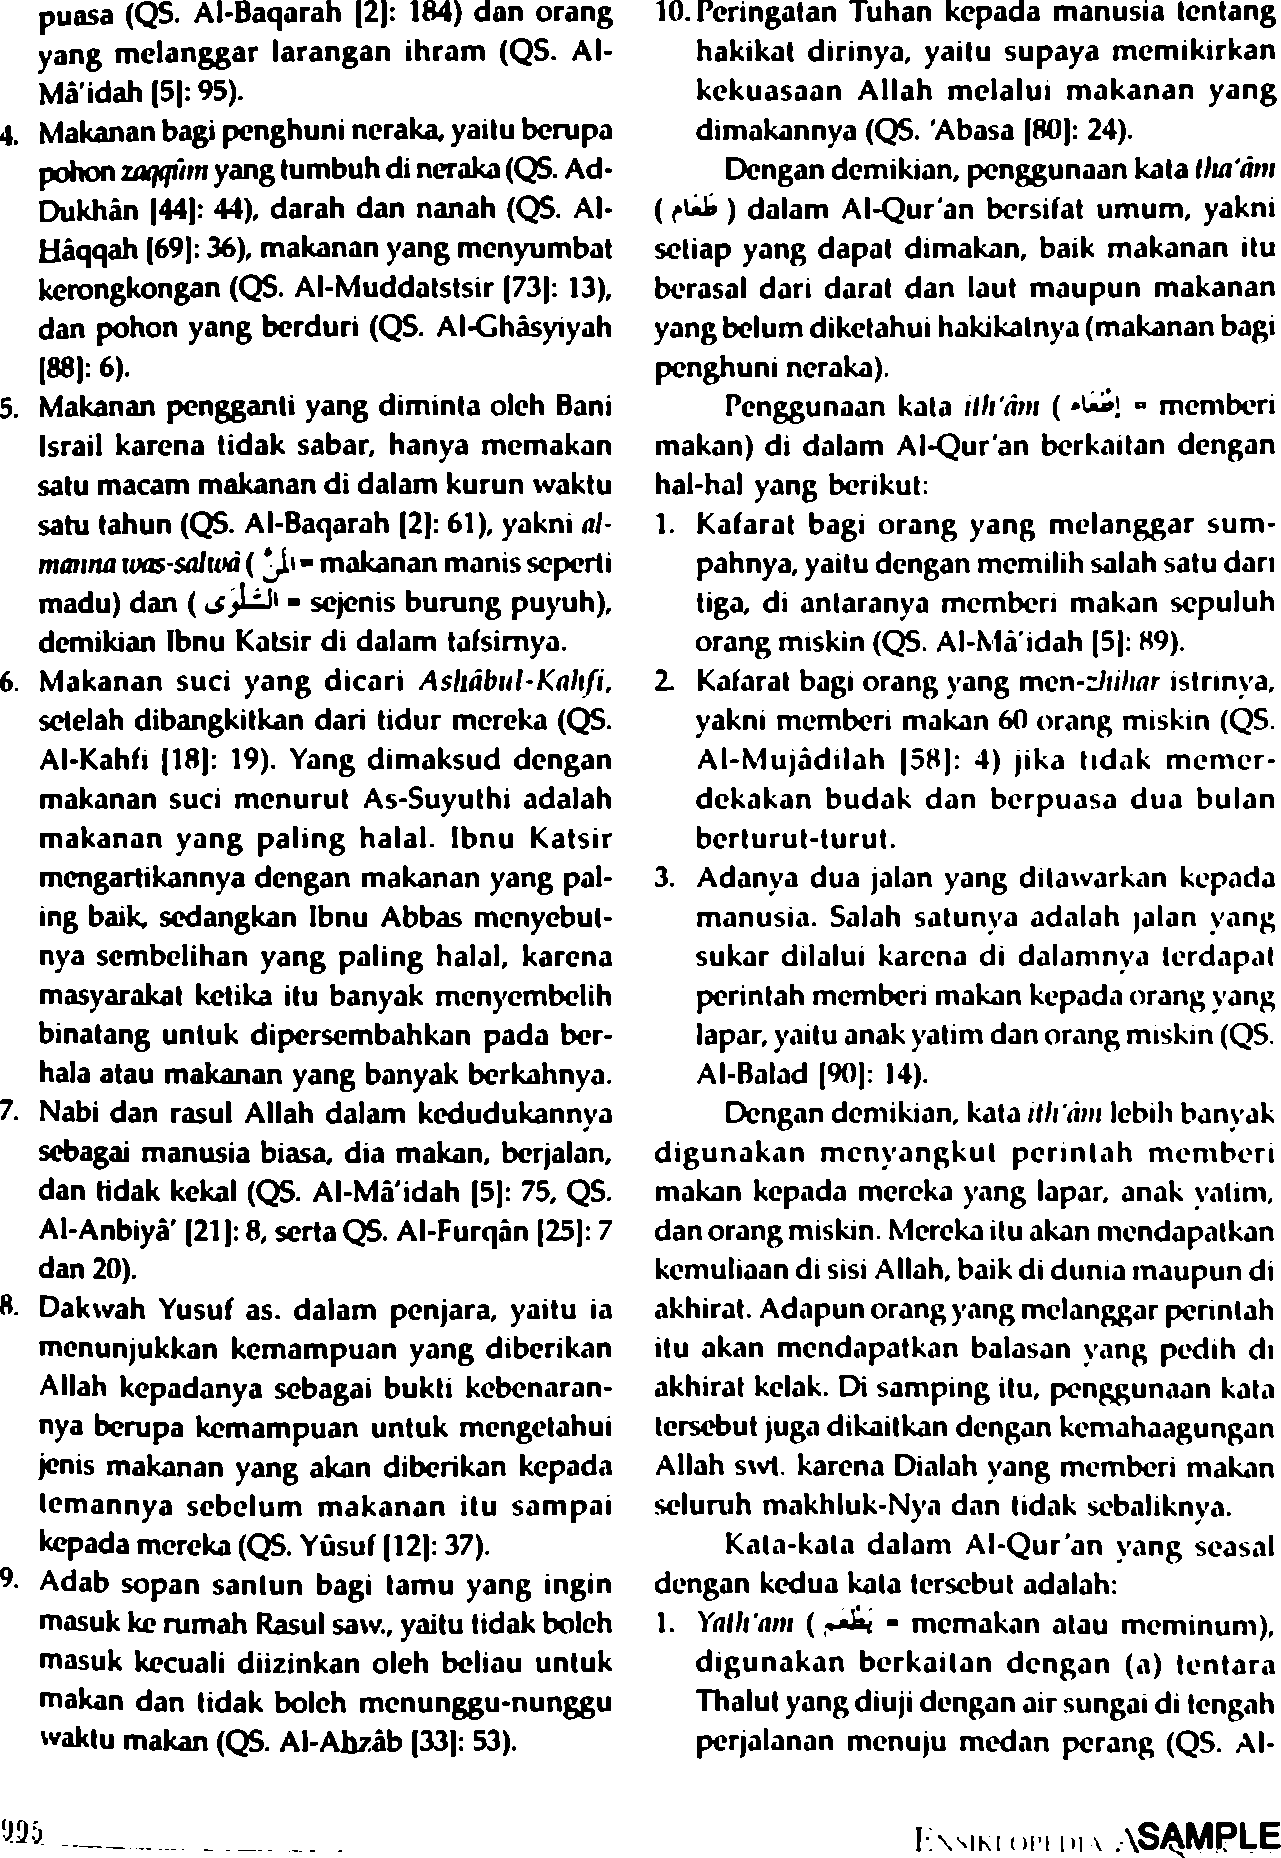 puasa (QS. Al-Baqarah [2]: 184) dan orang
yang melanggar larangan ihram (QS. Al-
Mâ'idah [5]: 95).
4. Makanan bagi penghuni neraka, yaitu berupa
pohon zaqqûm yang tumbuh di neraka (QS. Ad-
Dukhân [44]: 44), darah dan nanah (QS. Al-
Hâqqah [69]: 36), makanan yang menyumbat
kerongkongan (QS. Al-Muddatstsir [73]: 13),
dan pohon yang berduri (QS. Al-Ghâsyiyah
[88]: 6).
5. Makanan pengganti yang diminta oleh Bani
Israil karena tidak sabar, hanya memakan
satu macam makanan di dalam kurun waktu
satu tahun (QS. Al-Baqarah [2]: 61), yakni al-
manna was-salwâ ( الْمَنّ = makanan manis seperti
madu) dan ( السَّلْوَى = sejenis burung puyuh),
demikian Ibnu Katsir di dalam tafsirnya.
6. Makanan suci yang dicari Ashâbul-Kahfi,
setelah dibangkitkan dari tidur mereka (QS.
Al-Kahfi [18]: 19). Yang dimaksud dengan
makanan suci menurut As-Suyuthi adalah
makanan yang paling halal. Ibnu Katsir
mengartikannya dengan makanan yang pal-
ing baik, sedangkan Ibnu Abbas menyebut-
nya sembelihan yang paling halal, karena
masyarakat ketika itu banyak menyembelih
binatang untuk dipersembahkan pada ber-
hala atau makanan yang banyak berkahnya.
7. Nabi dan rasul Allah dalam kedudukannya
sebagai manusia biasa, dia makan, berjalan,
dan tidak kekal (QS. Al-Mâ'idah [5]: 75, QS.
Al-Anbiyâ' [21]: 8, serta QS. Al-Furqân [25]: 7
dan 20).
8. Dakwah Yusuf as. dalam penjara, yaitu ia
menunjukkan kemampuan yang diberikan
Allah kepadanya sebagai bukti kebenaran-
nya berupa kemampuan untuk mengetahui
jenis makanan yang akan diberikan kepada
temannya sebelum makanan itu sampai
kepada mereka (QS. Yûsuf [12]: 37).
9. Adab sopan santun bagi tamu yang ingin
masuk ke rumah Rasul saw., yaitu tidak boleh
masuk kecuali diizinkan oleh beliau untuk
makan dan tidak boleh menunggu-nunggu
waktu makan (QS. Al-Ahzâb [33]: 53).
10. Peringatan Tuhan kepada manusia tentang
hakikat dirinya, yaitu supaya memikirkan
kekuasaan Allah melalui makanan yang
dimakannya (QS. 'Abasa [80]: 24).
Dengan demikian, penggunaan kata tha'âm
( طَعَام ) dalam Al-Qur'an bersifat umum, yakni
setiap yang dapat dimakan, baik makanan itu
berasal dari darat dan laut maupun makanan
yang belum diketahui hakikatnya (makanan bagi
penghuni neraka).
Penggunaan kata ith'âm ( إِطْعَام = memberi
makan) di dalam Al-Qur'an berkaitan dengan
hal-hal yang berikut:
1. Kafarat bagi orang yang melanggar sum-
pahnya, yaitu dengan memilih salah satu dari
tiga, di antaranya memberi makan sepuluh
orang miskin (QS. Al-Mâ'idah [5]: 89).
2. Kafarat bagi orang yang men-zhihar istrinya,
yakni memberi makan 60 orang miskin (QS.
Al-Mujâdilah [58]: 4) jika tidak memer-
dekakan budak dan berpuasa dua bulan
berturut-turut.
3. Adanya dua jalan yang ditawarkan kepada
manusia. Salah satunya adalah jalan yang
sukar dilalui karena di dalamnya terdapat
perintah memberi makan kepada orang yang
lapar, yaitu anak yatim dan orang miskin (QS.
Al-Balad [90]: 14).
Dengan demikian, kata ith'âm lebih banyak
digunakan menyangkut perintah memberi
makan kepada mereka yang lapar, anak yatim,
dan orang miskin. Mereka itu akan mendapatkan
kemuliaan di sisi Allah, baik di dunia maupun di
akhirat. Adapun orang yang melanggar perintah
itu akan mendapatkan balasan yang pedih di
akhirat kelak. Di samping itu, penggunaan kata
tersebut juga dikaitkan dengan kemahaagungan
Allah swt. karena Dialah yang memberi makan
seluruh makhluk-Nya dan tidak sebaliknya.
Kata-kata dalam Al-Qur'an yang seasal
dengan kedua kata tersebut adalah:
1. Yath'am ( يَطْعَم = memakan atau meminum),
digunakan berkaitan dengan (a) tentara
Thalut yang diuji dengan air sungai di tengah
perjalanan menuju medan perang (QS. Al-
995
ENSIKLOPEDIA SAMPLE